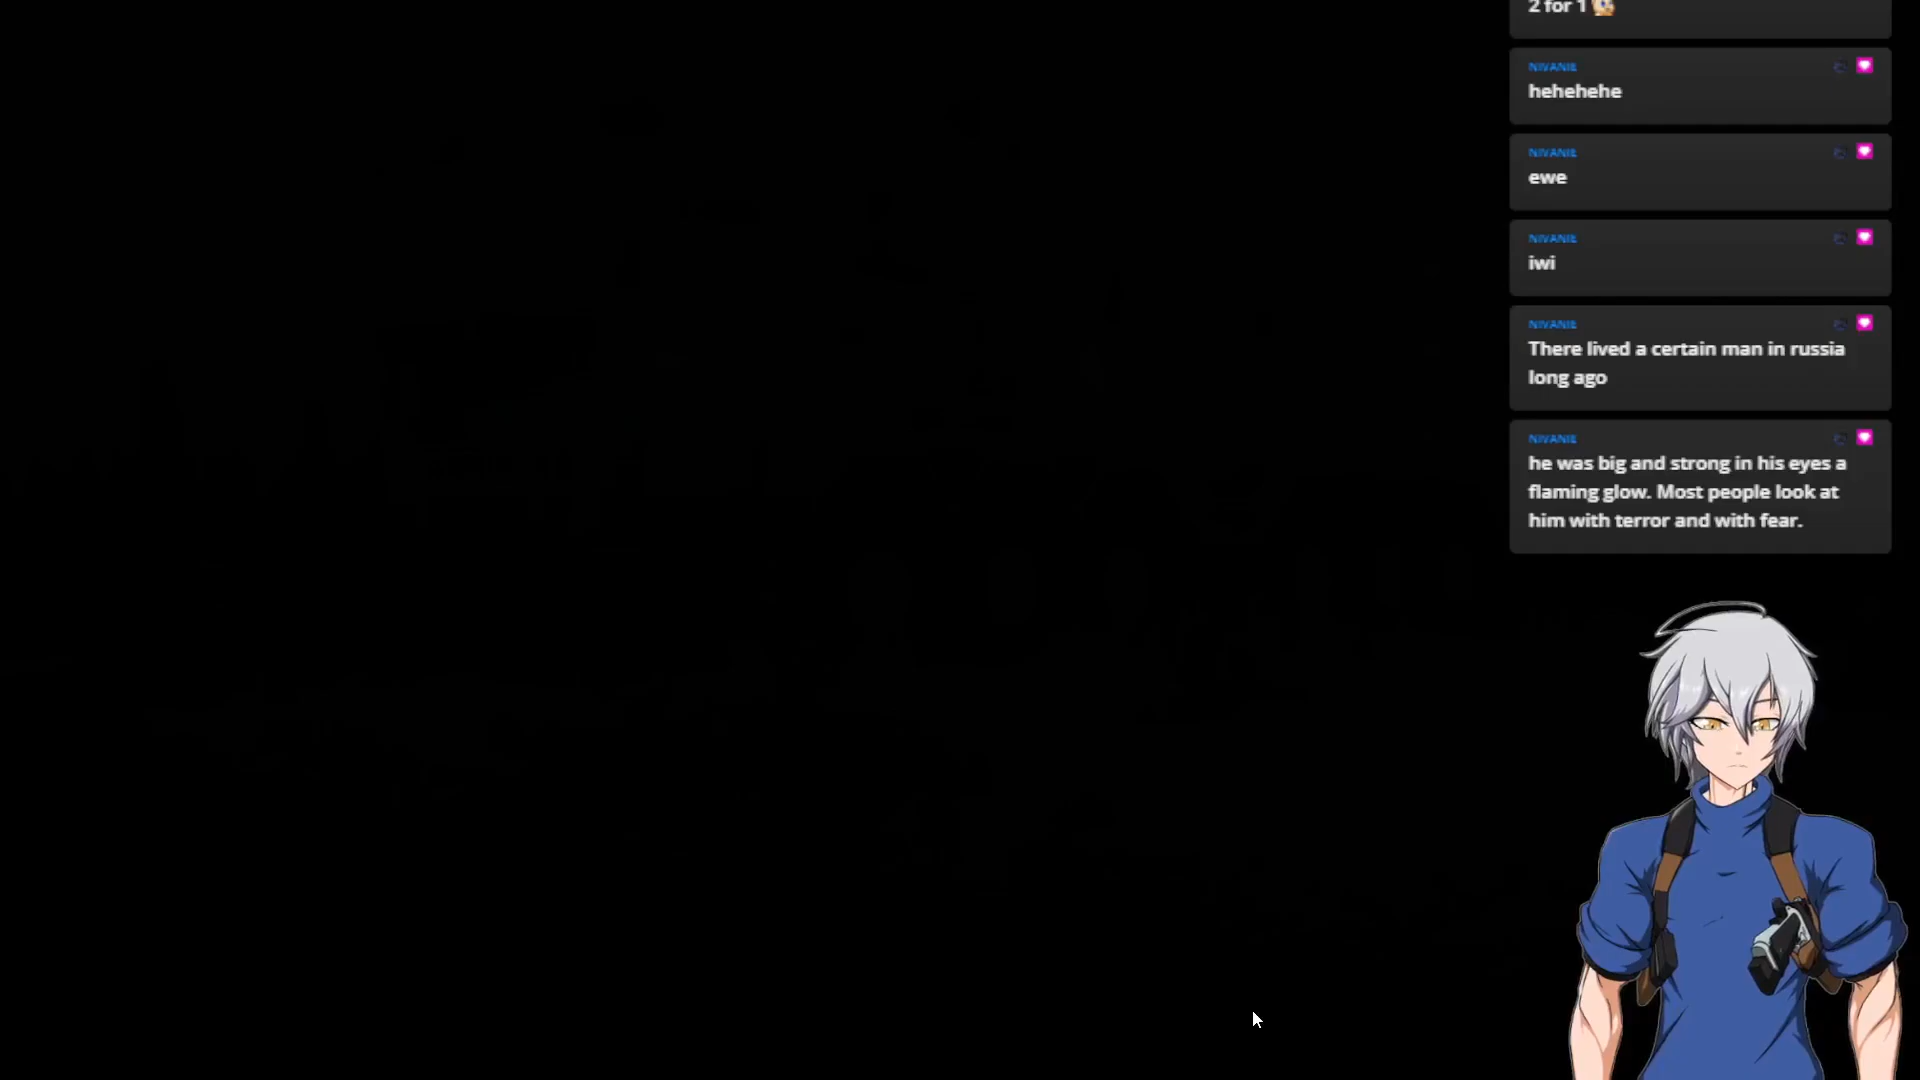 2 for 1
NIVANIE
hehehehe
NIVANIE
ewe
NIVANIE
iwi
NIVANIE
There lived a certain man in russia
long ago
NIVANIE
he was big and strong in his eyes a
flaming glow. Most people look at
him with terror and with fear.